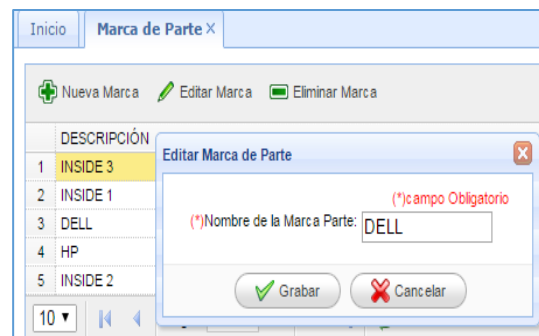 Inicio Marca de Parte ×
Nueva Marca Editar Marca Eliminar Marca
DESCRIPCIÓN
Editar Marca de Parte
1 INSIDE 3
2 INSIDE 1
3 DELL
4 HP
5 INSIDE 2
(*)campo Obligatorio
(*)Nombre de la Marca Parte: DELL
Grabar Cancelar
10